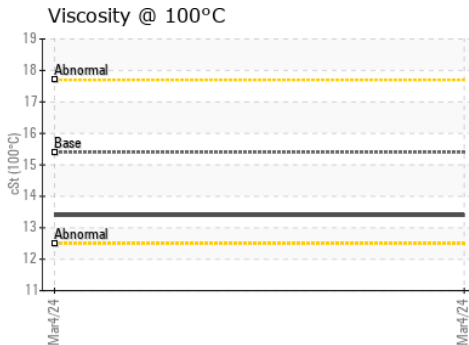 Viscosity @ 100°C
19
18
17
16
15
14
13
12
11
cSt (100°C)
Abnormal
Base
Abnormal
Mar4/24
Mar4/24